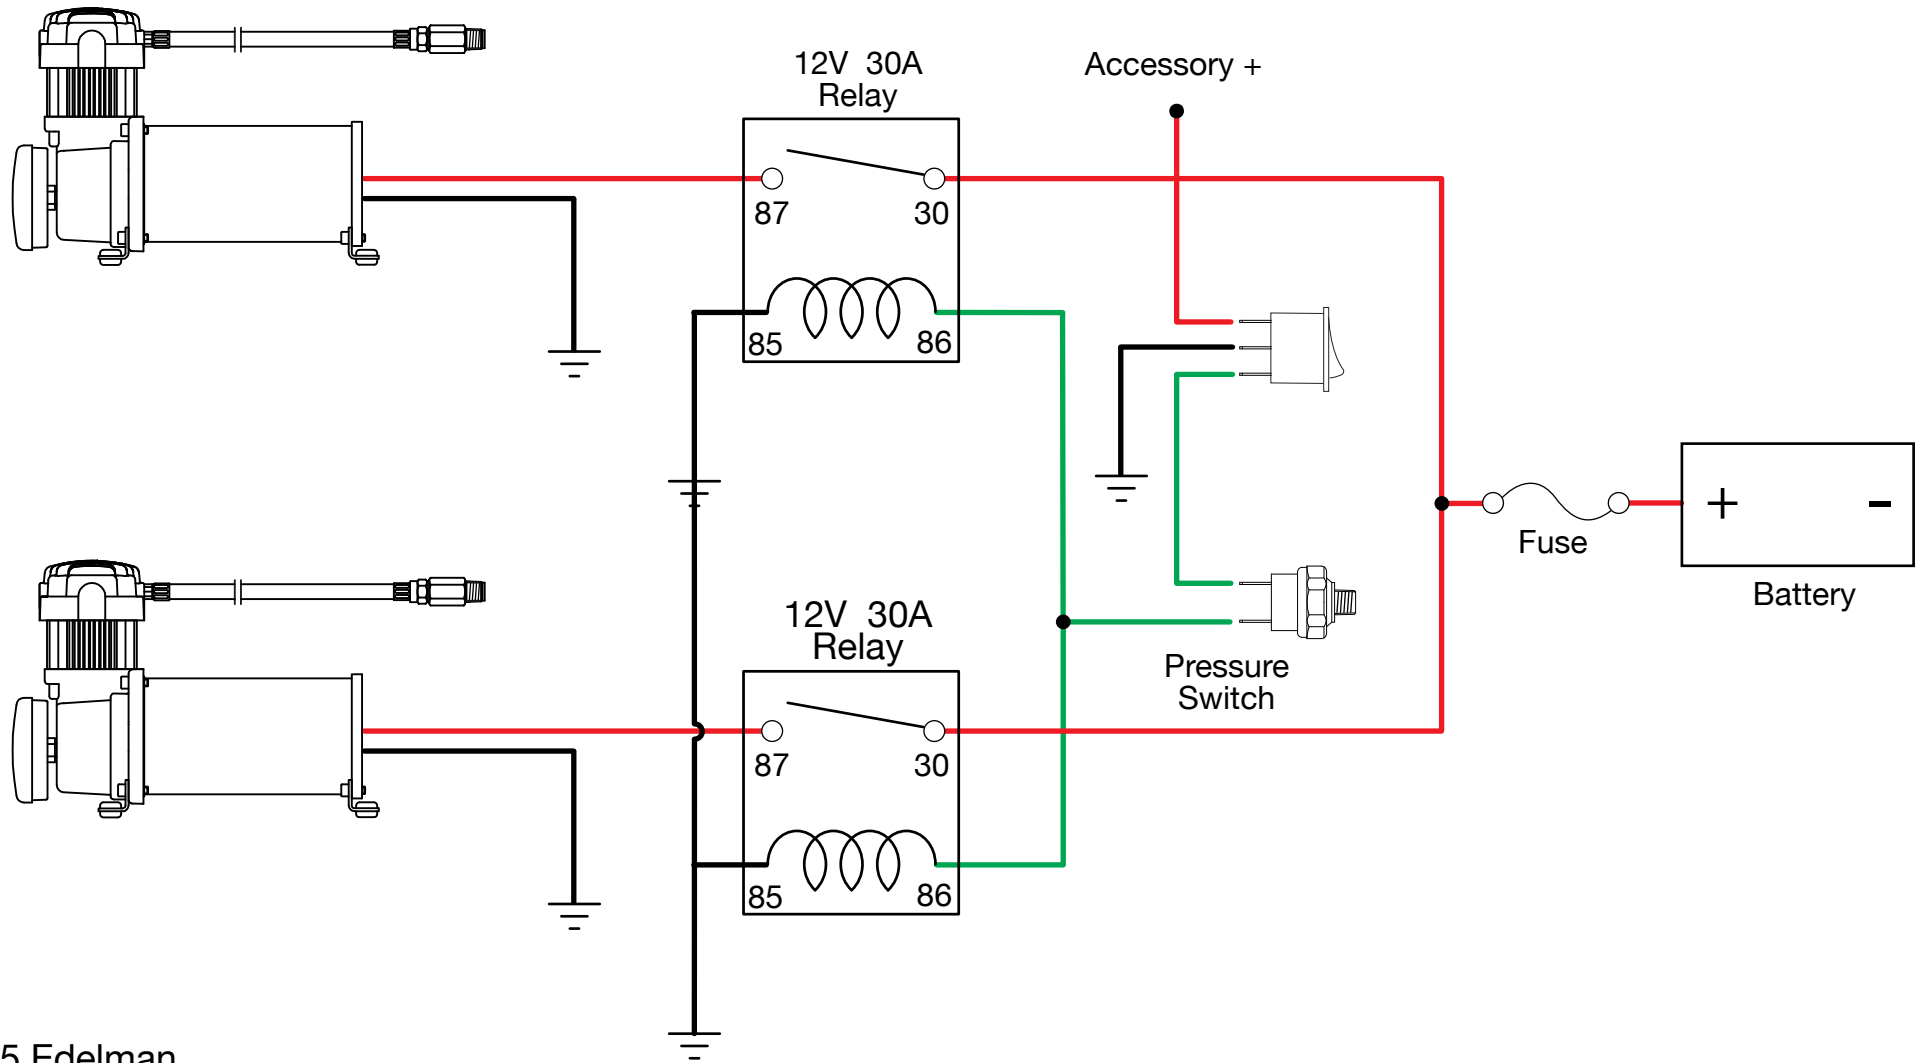 12V 30A
Relay
Accessory +
87
30
85
86
+
-
Fuse
Battery
12V 30A
Relay
Pressure
Switch
87
30
85
86
5 Edelman